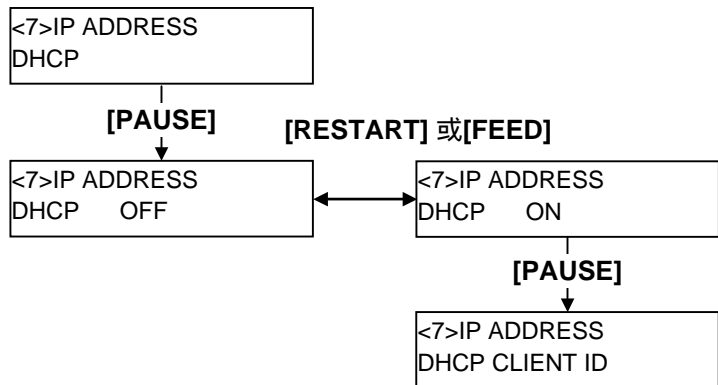 <7>IP ADDRESS
DHCP
[PAUSE]
[RESTART] 或[FEED]
<7>IP ADDRESS
DHCP OFF
<7>IP ADDRESS
DHCP ON
[PAUSE]
<7>IP ADDRESS
DHCP CLIENT ID